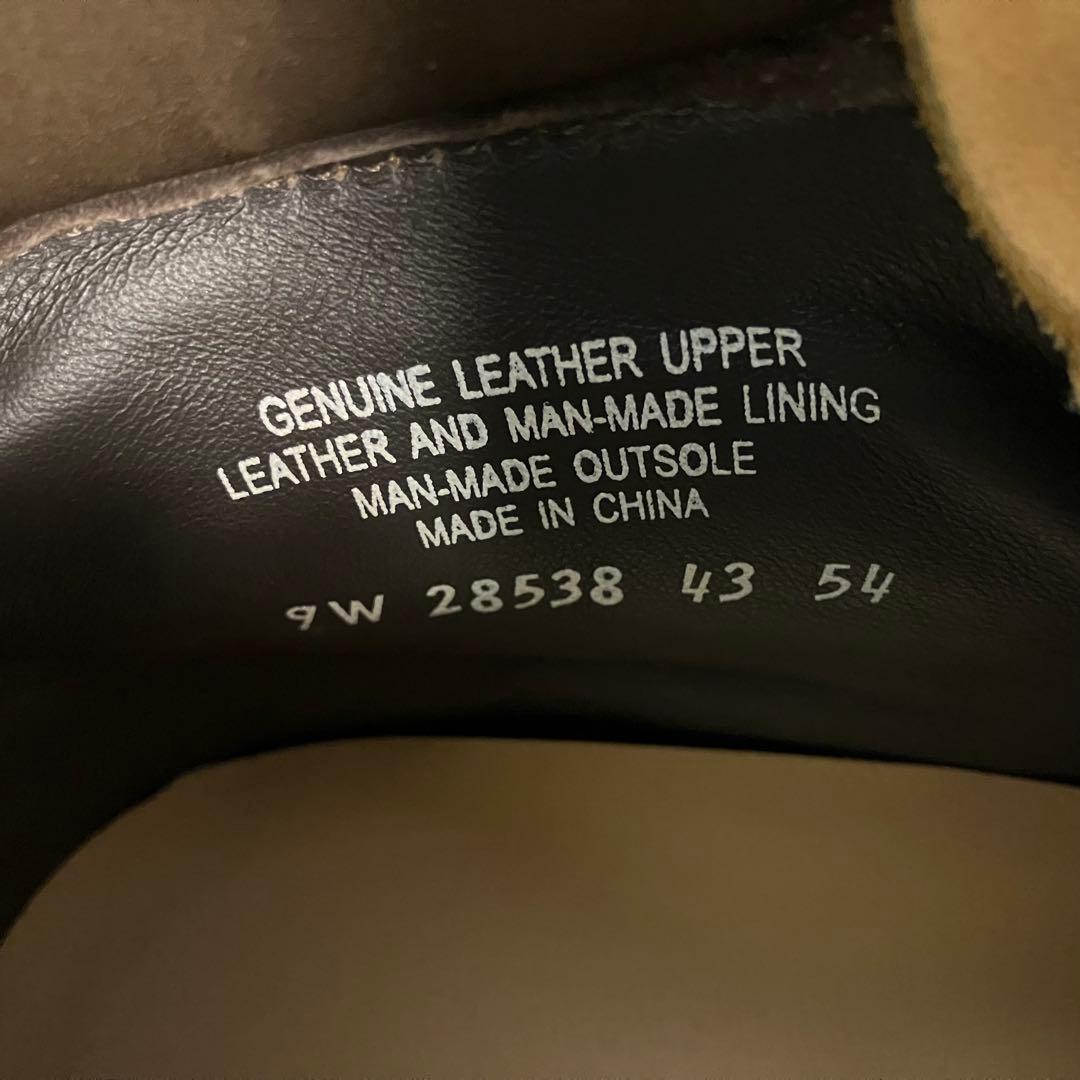 GENUINE LEATHER UPPER
LEATHER AND MAN-MADE LINING
MAN-MADE OUTSOLE
MADE IN CHINA
9W 28538 43 54